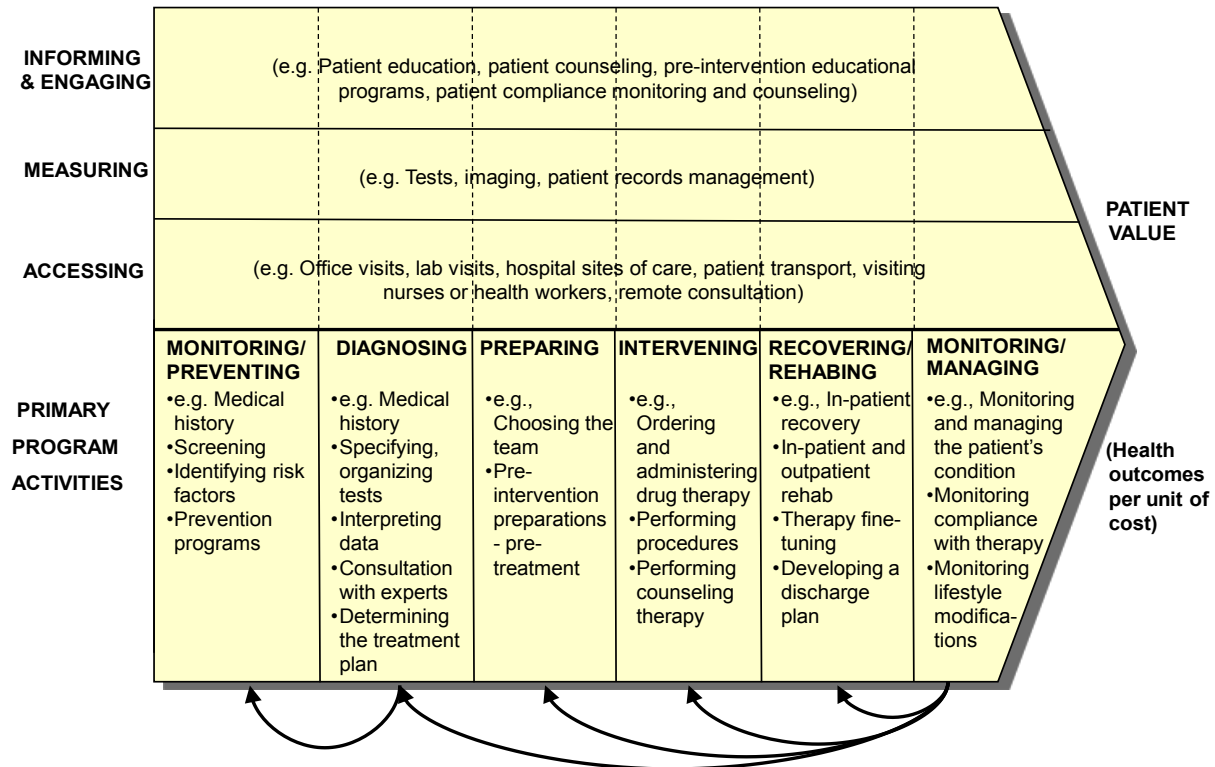 INFORMING
& ENGAGING
(e.g. Patient education, patient counseling, pre-intervention educational
programs, patient compliance monitoring and counseling)
MEASURING
(e.g. Tests, imaging, patient records management)
ACCESSING
(e.g. Office visits, lab visits, hospital sites of care, patient transport, visiting
nurses or health workers, remote consultation)
PATIENT
VALUE
PRIMARY
PROGRAM
ACTIVITIES
MONITORING/
PREVENTING
•e.g. Medical
history
•Screening
•Identifying risk
factors
•Prevention
programs
DIAGNOSING
•e.g. Medical
history
•Specifying,
organizing
tests
•Interpreting
data
•Consultation
with experts
•Determining
the treatment
plan
PREPARING
•e.g.,
Choosing the
team
•Pre-
intervention
preparations
- pre-
treatment
INTERVENING
•e.g.,
Ordering
and
administering
drug therapy
•Performing
procedures
•Performing
counseling
therapy
RECOVERING/
REHABING
•e.g., In-patient
recovery
•In-patient and
outpatient
rehab
•Therapy fine-
tuning
•Developing a
discharge
plan
MONITORING/
MANAGING
•e.g., Monitoring
and managing
the patient's
condition
•Monitoring
compliance
with therapy
•Monitoring
lifestyle
modifica-
tions
(Health
outcomes
per unit of
cost)